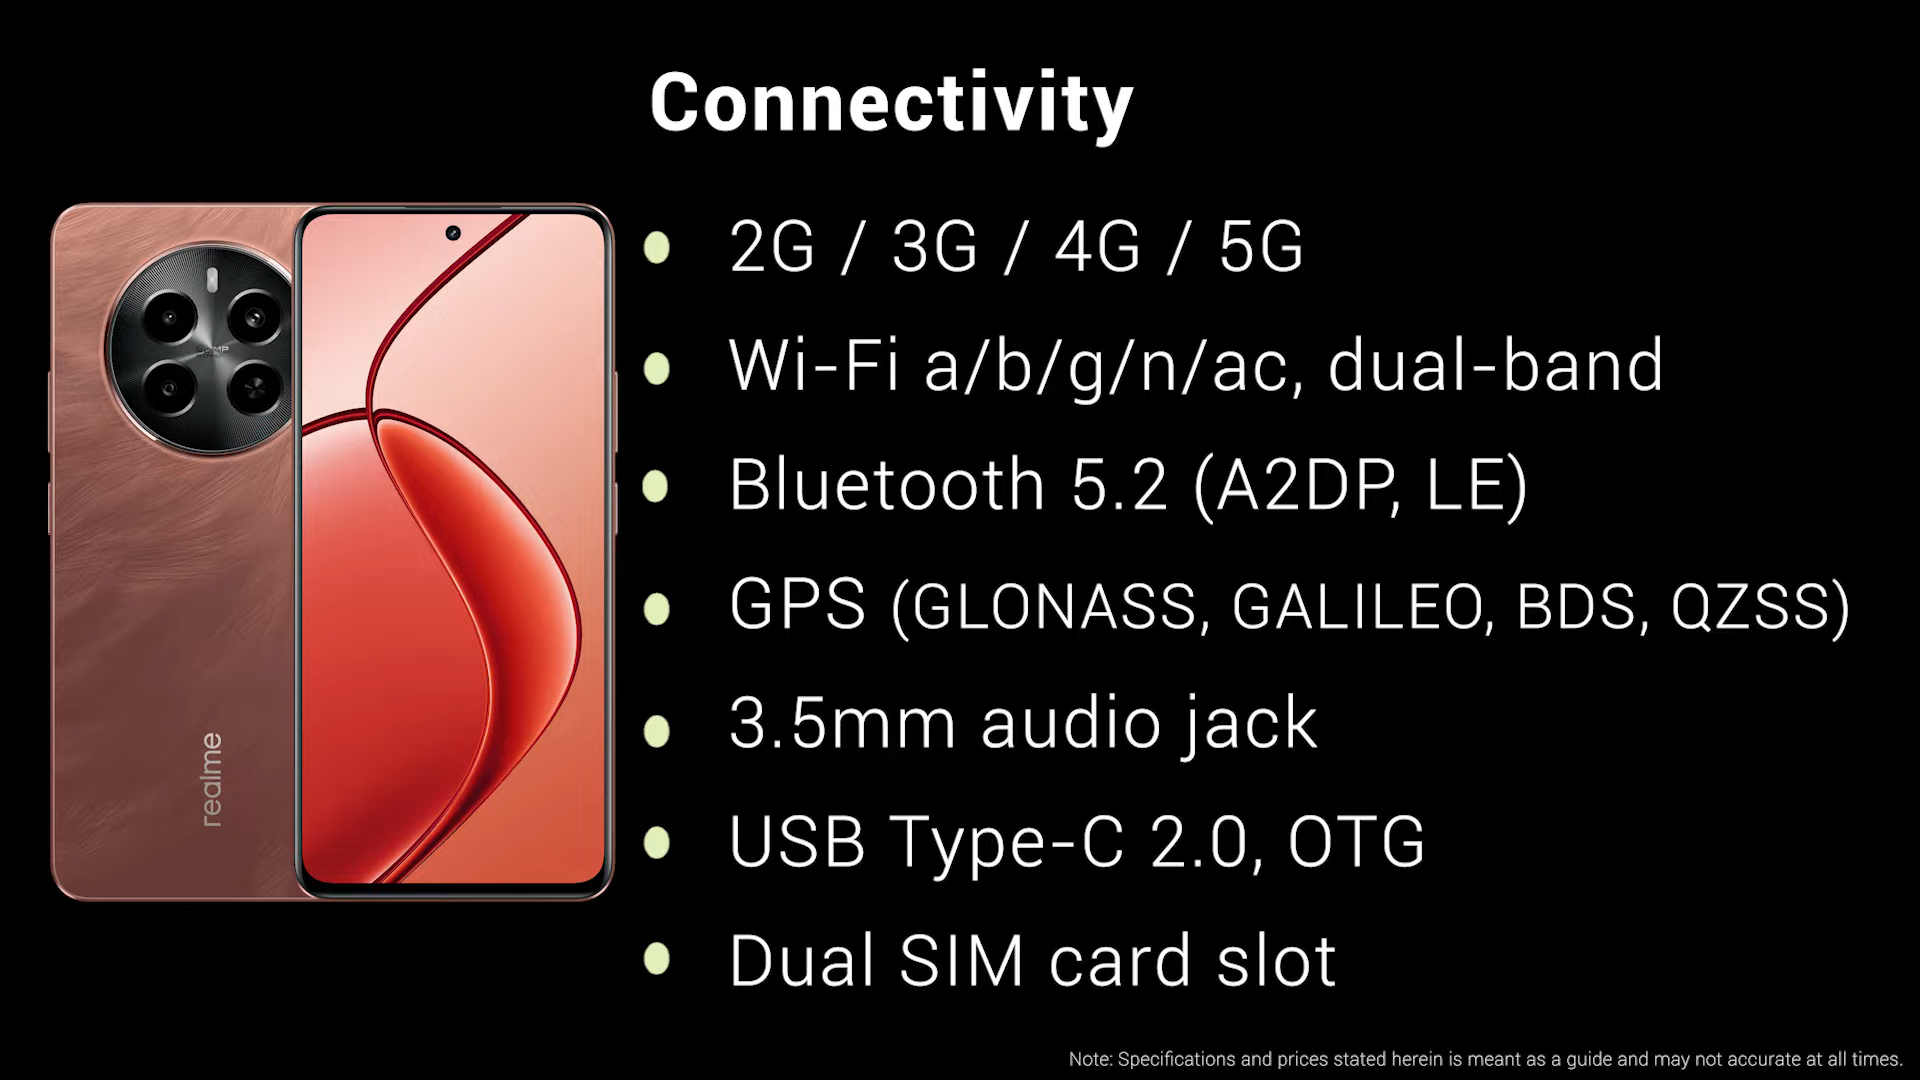 Connectivity
2G / 3G / 4G / 5G
Wi-Fi a/b/g/n/ac, dual-band
Bluetooth 5.2 (A2DP, LE)
GPS (GLONASS, GALILEO, BDS, QZSS)
3.5mm audio jack
USB Type-C 2.0, OTG
Dual SIM card slot
realme
Note: Specifications and prices stated herein is meant as a guide and may not accurate at all times.